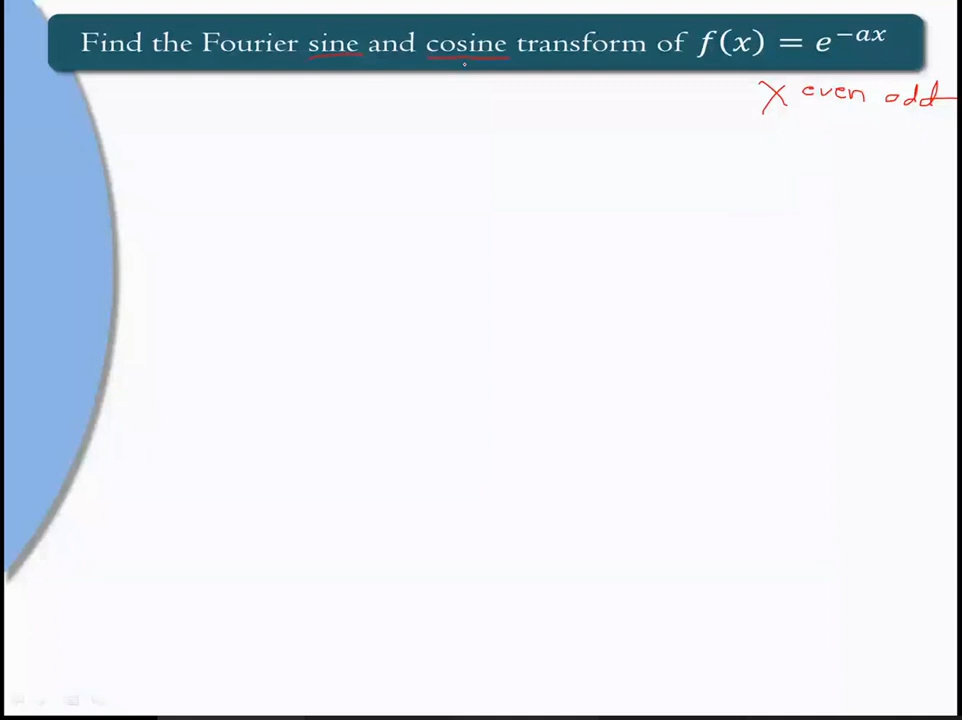 Find the Fourier sine and cosine transform of f(x) = e^{-ax}
X even odd